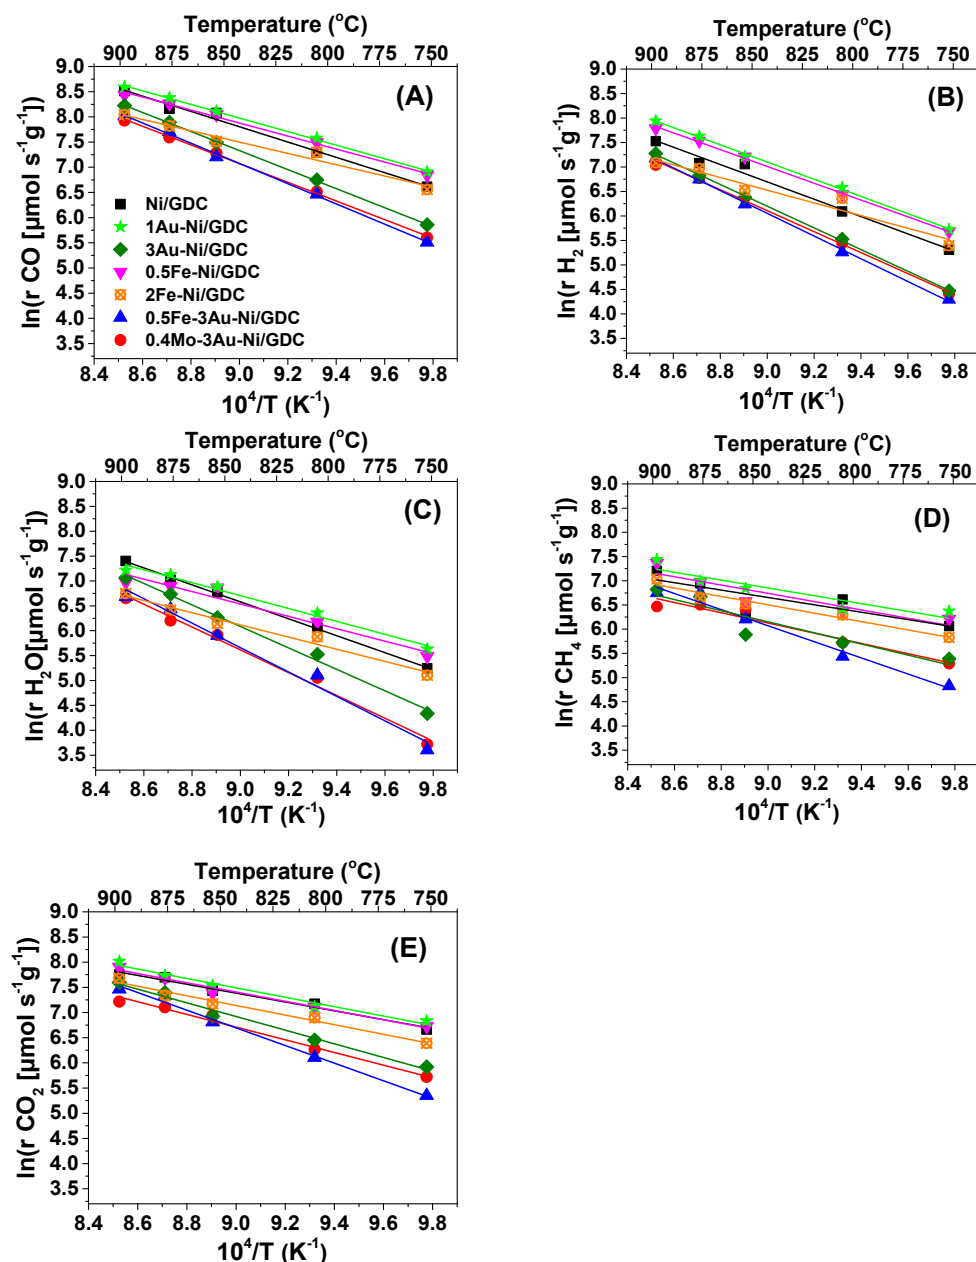 Temperature (°C)
900 875 850 825 800 775 750
9.0
8.5
8.0
7.5
7.0
6.5
6.0
5.5
5.0
4.5
4.0
3.5
ln(r CO [µmol s⁻¹g⁻¹])
(A)
Ni/GDC
1Au-Ni/GDC
3Au-Ni/GDC
0.5Fe-Ni/GDC
2Fe-Ni/GDC
0.5Fe-3Au-Ni/GDC
0.4Mo-3Au-Ni/GDC
8.4 8.6 8.8 9.0 9.2 9.4 9.6 9.8
10⁴/T (K⁻¹)
Temperature (°C)
900 875 850 825 800 775 750
9.0
8.5
8.0
7.5
7.0
6.5
6.0
5.5
5.0
4.5
4.0
3.5
ln(r H₂ [µmol s⁻¹g⁻¹])
(B)
8.4 8.6 8.8 9.0 9.2 9.4 9.6 9.8
10⁴/T (K⁻¹)
Temperature (°C)
900 875 850 825 800 775 750
9.0
8.5
8.0
7.5
7.0
6.5
6.0
5.5
5.0
4.5
4.0
3.5
ln(r H₂O[µmol s⁻¹g⁻¹])
(C)
8.4 8.6 8.8 9.0 9.2 9.4 9.6 9.8
10⁴/T (K⁻¹)
Temperature (°C)
900 875 850 825 800 775 750
9.0
8.5
8.0
7.5
7.0
6.5
6.0
5.5
5.0
4.5
4.0
3.5
ln(r CH₄ [µmol s⁻¹g⁻¹])
(D)
8.4 8.6 8.8 9.0 9.2 9.4 9.6 9.8
10⁴/T (K⁻¹)
Temperature (°C)
900 875 850 825 800 775 750
9.0
8.5
8.0
7.5
7.0
6.5
6.0
5.5
5.0
4.5
4.0
3.5
ln(r CO₂ [µmol s⁻¹g⁻¹])
(E)
8.4 8.6 8.8 9.0 9.2 9.4 9.6 9.8
10⁴/T (K⁻¹)